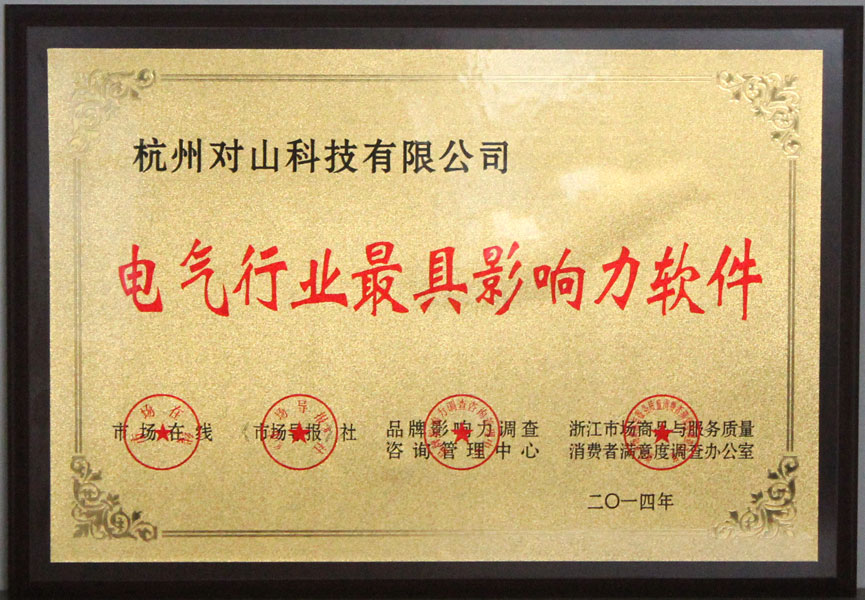 杭州对山科技有限公司
电气行业最具影响力软件
市场在线 《市场导报》社 品牌影响力调查 浙江市场商品与服务质量
咨询管理中心 消费者满意度调查办公室
二〇一四年